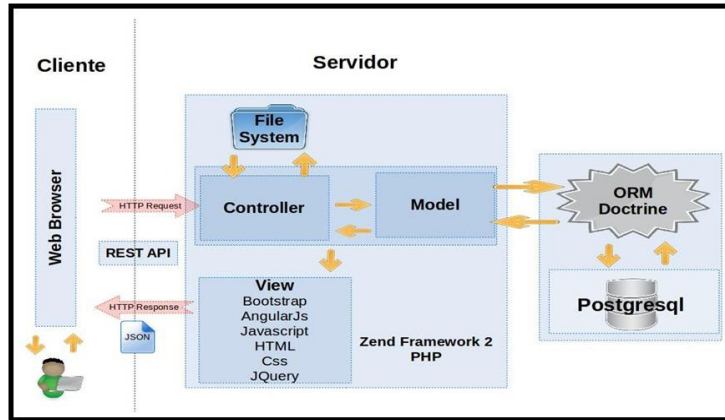 Cliente
Servidor
File
System
Web Browser
HTTP Request
Controller
Model
ORM
Doctrine
REST API
View
Bootstrap
AngularJs
Javascript
HTML
Css
JQuery
HTTP Response
JSON
Zend Framework 2
PHP
Postgresql